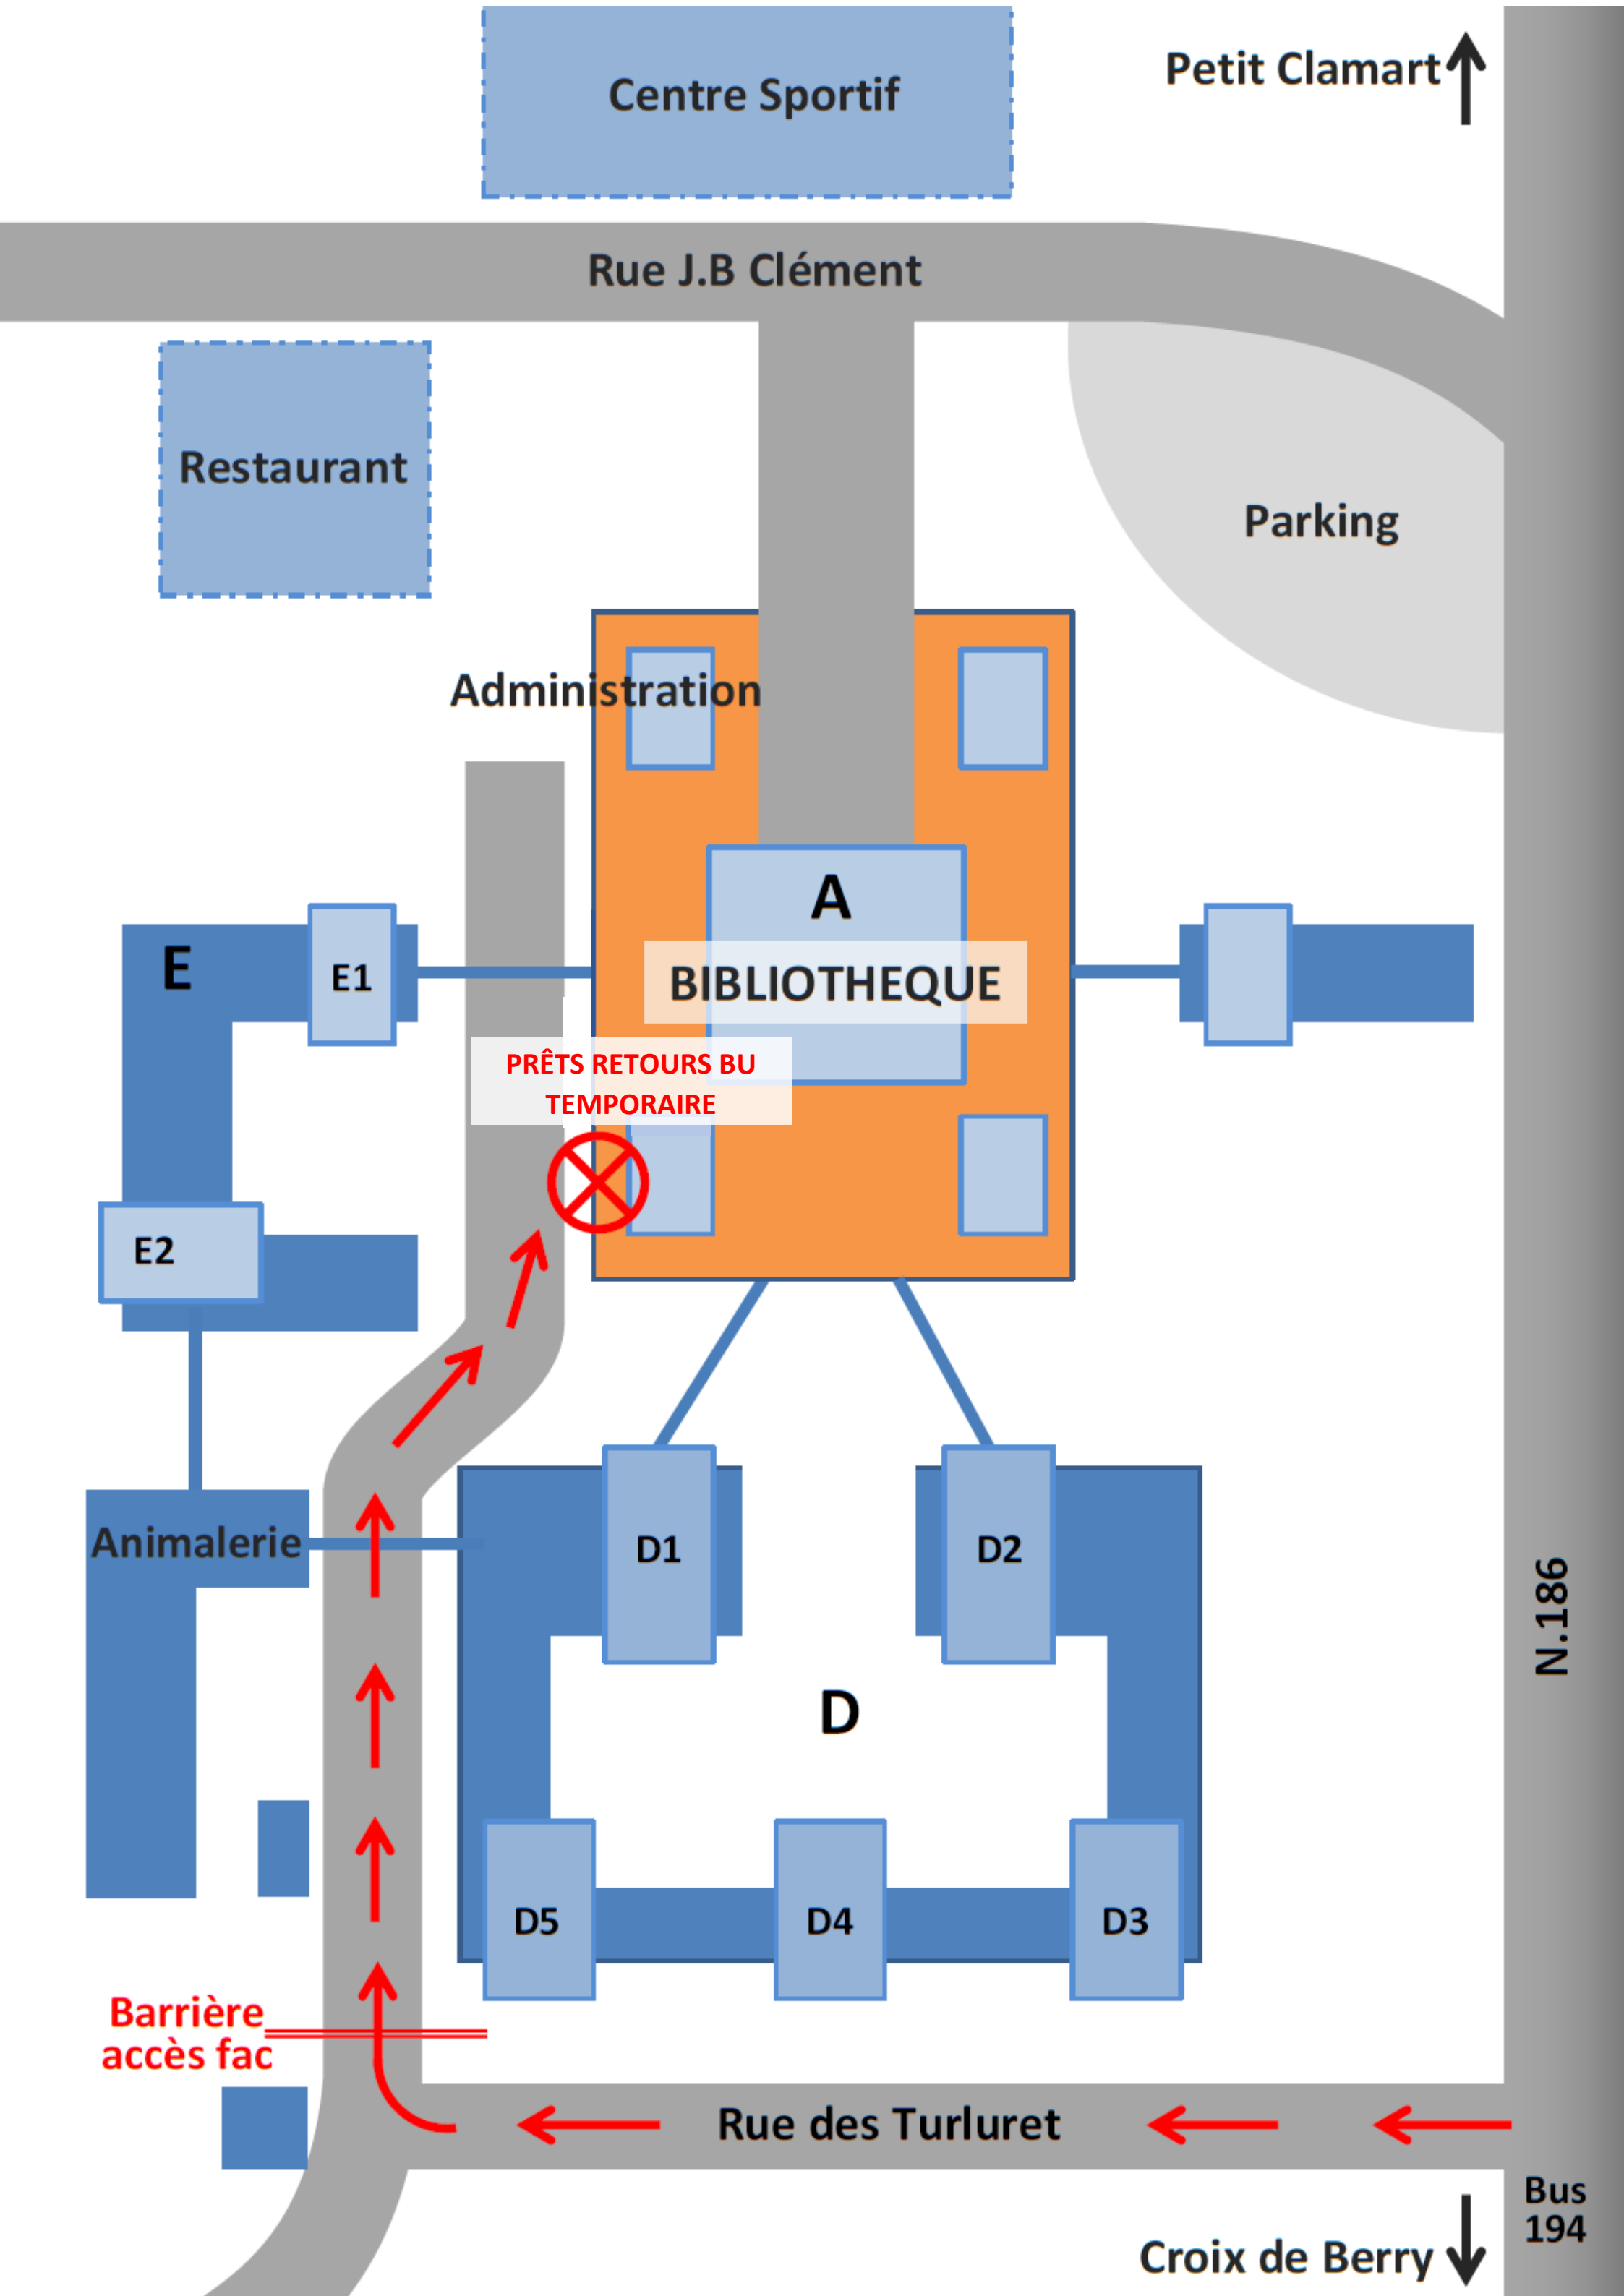 Centre Sportif
Petit Clamart
Rue J.B Clément
Restaurant
Parking
Administration
A
E
E1
BIBLIOTHEQUE
PRÊTS RETOURS BU
TEMPORAIRE
E2
Animalerie
D1
D2
N.186
D
D5
D4
D3
Barrière
accès fac
Rue des Turluret
Bus
194
Croix de Berry